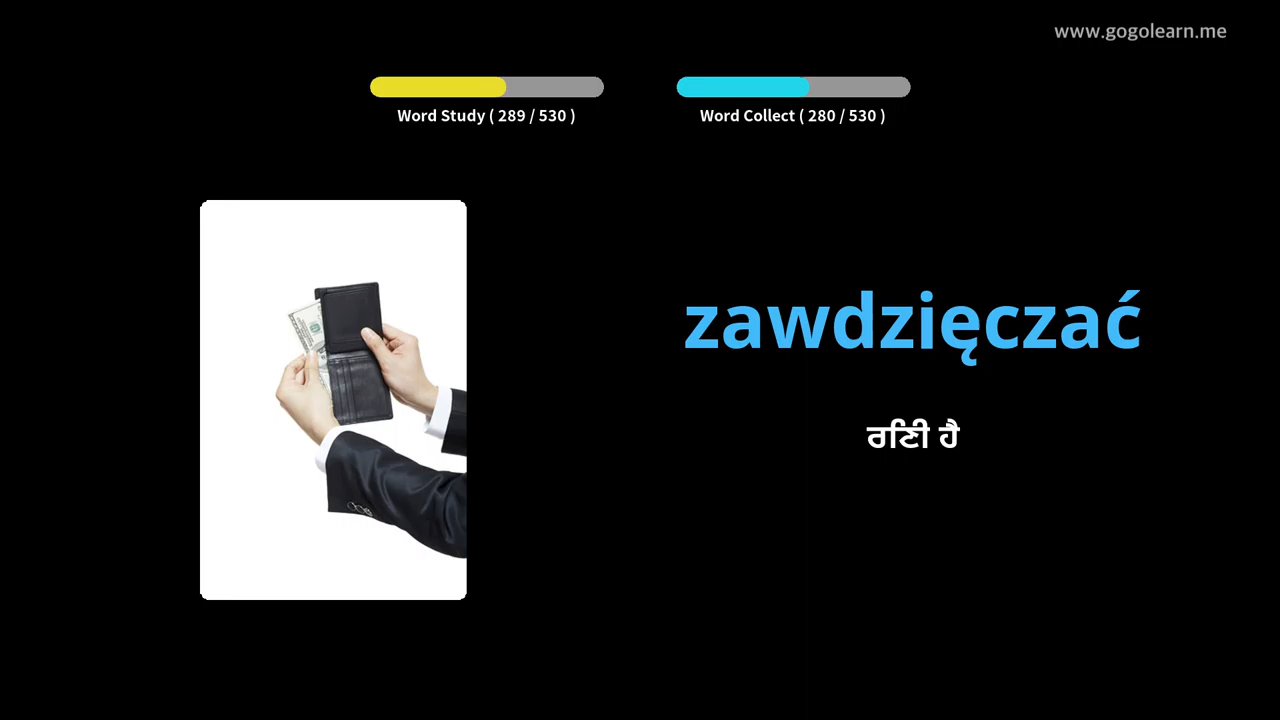 www.gogolearn.me
Word Study ( 289 / 530 )
Word Collect ( 280 / 530 )
zawdzięczać
ਰਣਿੀ ਹੈ